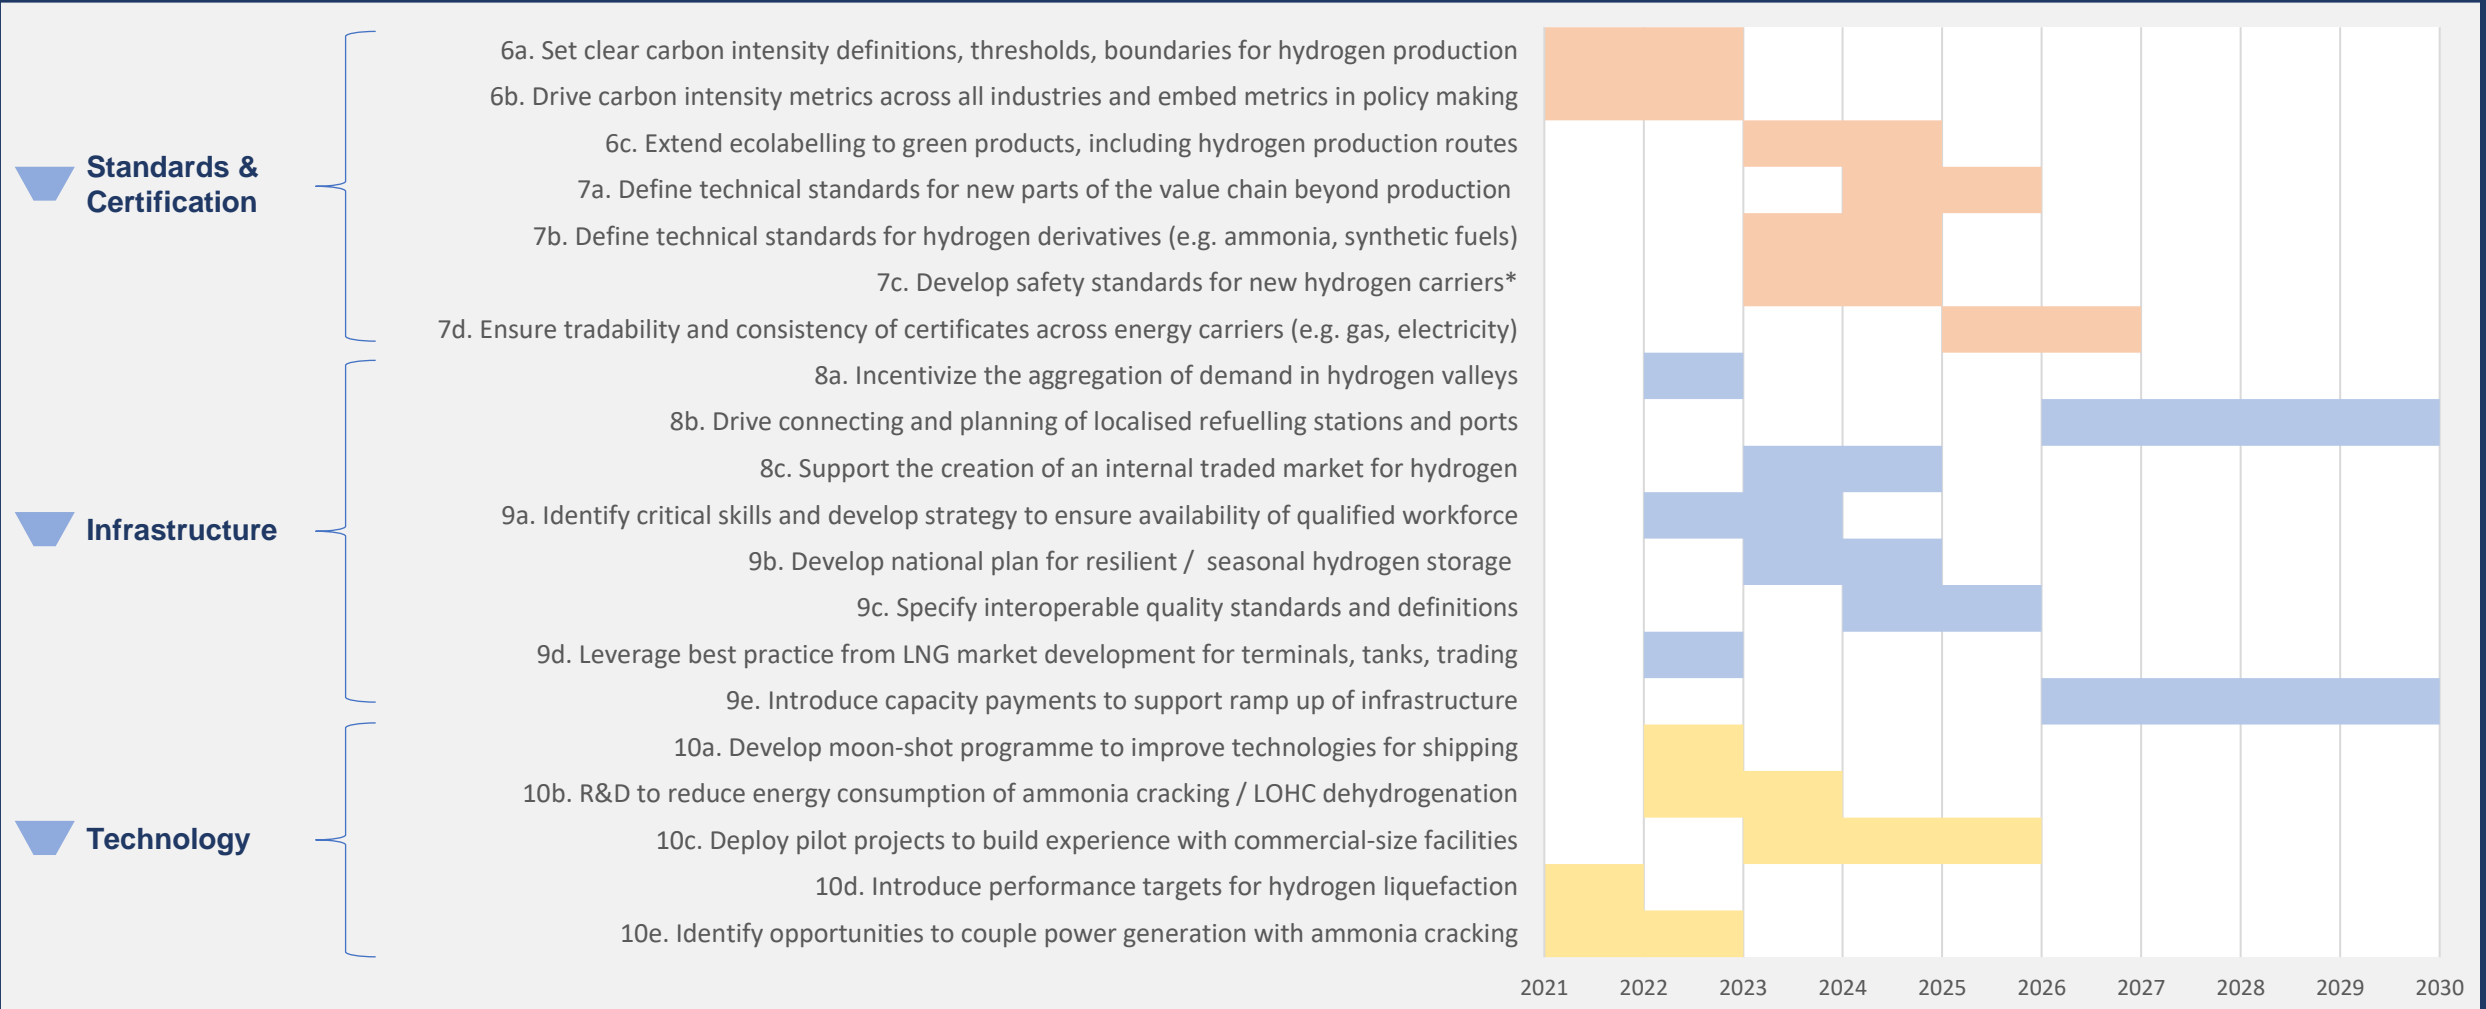 Standards &
Certification
6a. Set clear carbon intensity definitions, thresholds, boundaries for hydrogen production
6b. Drive carbon intensity metrics across all industries and embed metrics in policy making
6c. Extend ecolabelling to green products, including hydrogen production routes
7a. Define technical standards for new parts of the value chain beyond production
7b. Define technical standards for hydrogen derivatives (e.g. ammonia, synthetic fuels)
7c. Develop safety standards for new hydrogen carriers*
7d. Ensure tradability and consistency of certificates across energy carriers (e.g. gas, electricity)
Infrastructure
8a. Incentivize the aggregation of demand in hydrogen valleys
8b. Drive connecting and planning of localised refuelling stations and ports
8c. Support the creation of an internal traded market for hydrogen
9a. Identify critical skills and develop strategy to ensure availability of qualified workforce
9b. Develop national plan for resilient / seasonal hydrogen storage
9c. Specify interoperable quality standards and definitions
9d. Leverage best practice from LNG market development for terminals, tanks, trading
9e. Introduce capacity payments to support ramp up of infrastructure
Technology
10a. Develop moon-shot programme to improve technologies for shipping
10b. R&D to reduce energy consumption of ammonia cracking / LOHC dehydrogenation
10c. Deploy pilot projects to build experience with commercial-size facilities
10d. Introduce performance targets for hydrogen liquefaction
10e. Identify opportunities to couple power generation with ammonia cracking
2021 2022 2023 2024 2025 2026 2027 2028 2029 2030